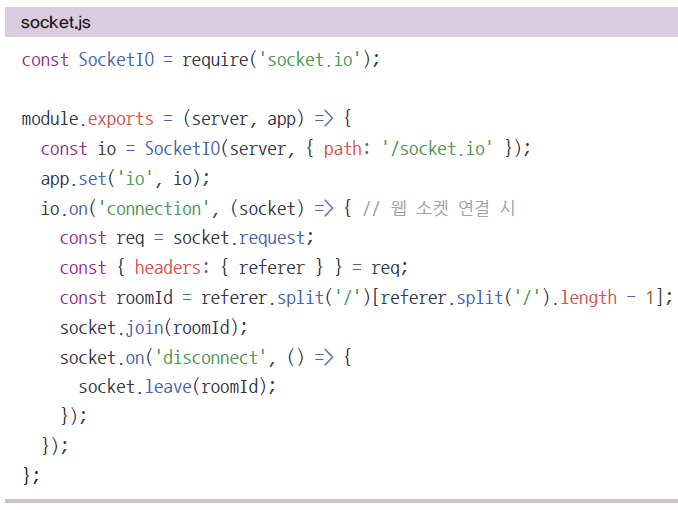 socket.js
const SocketIO = require('socket.io');
module.exports = (server, app) => {
const io = SocketIO(server, { path: '/socket.io' });
app.set('io', io);
io.on('connection', (socket) => { // 웹 소켓 연결 시
const req = socket.request;
const { headers: { referer } } = req;
const roomId = referer.split('/')[referer.split('/').length - 1];
socket.join(roomId);
socket.on('disconnect', () => {
socket.leave(roomId);
});
});
};